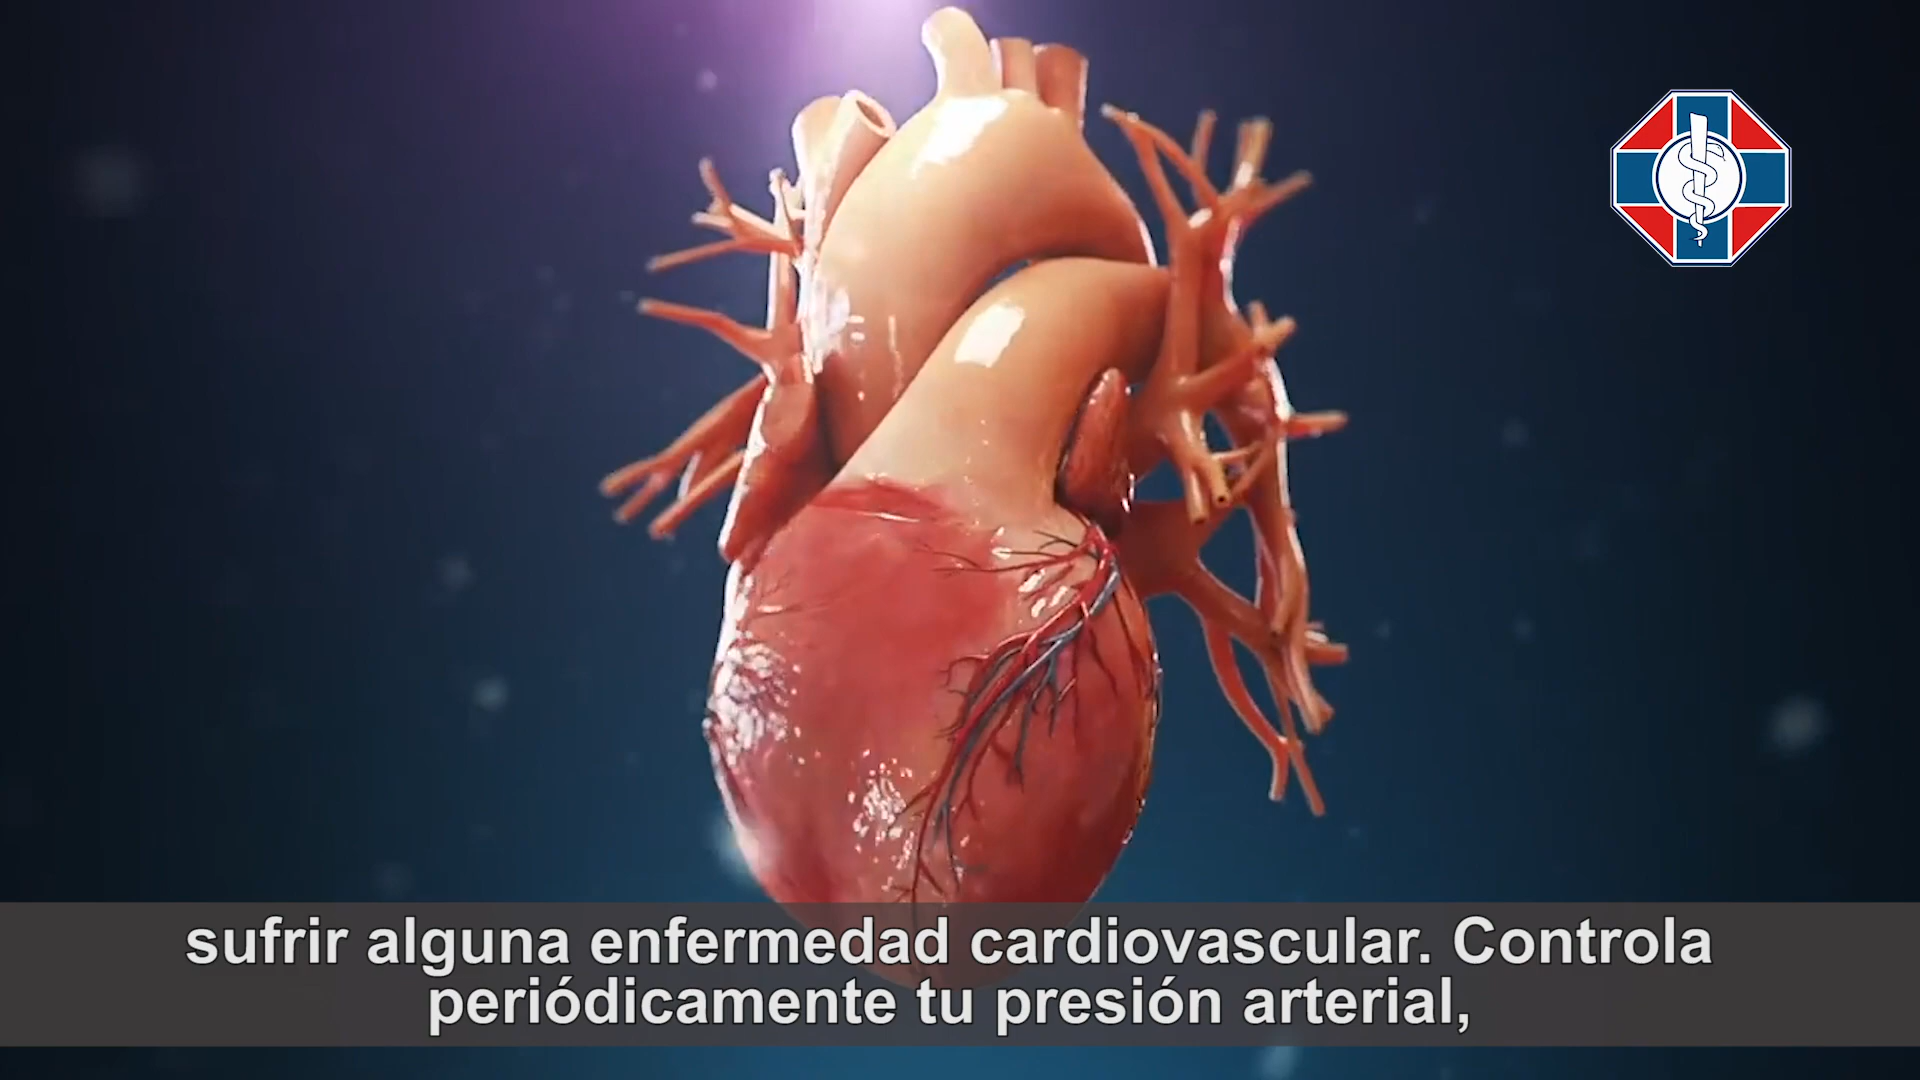 sufrir alguna enfermedad cardiovascular. Controla
periódicamente tu presión arterial,